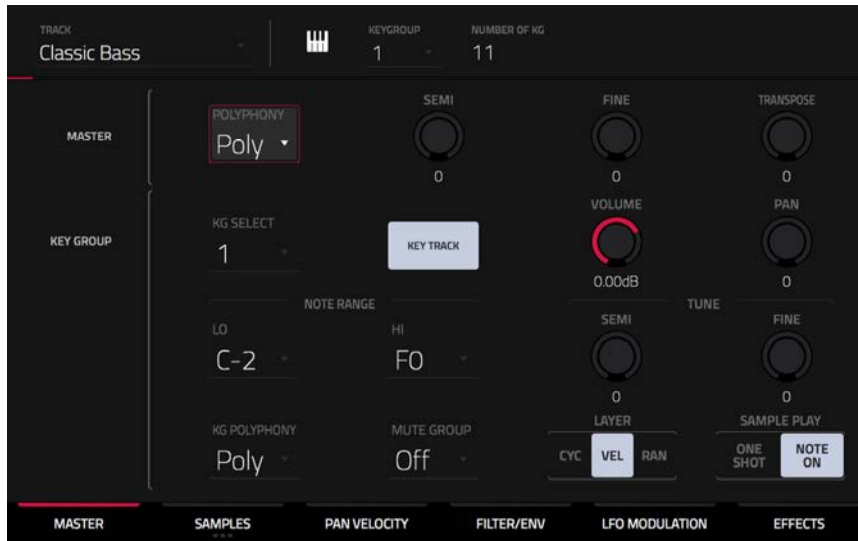 TRACK
Classic Bass
KEYGROUP
1
NUMBER OF KG
11
MASTER
POLYPHONY
Poly
SEMI
0
FINE
0
TRANSPOSE
0
KEY GROUP
KG SELECT
1
KEY TRACK
VOLUME
0.00dB
PAN
0
NOTE RANGE
LO
C-2
HI
F0
TUNE
SEMI
0
FINE
0
KG POLYPHONY
Poly
MUTE GROUP
Off
LAYER
CYC VEL RAN
SAMPLE PLAY
ONE
SHOT
NOTE
ON
MASTER SAMPLES PAN VELOCITY FILTER/ENV LFO MODULATION EFFECTS